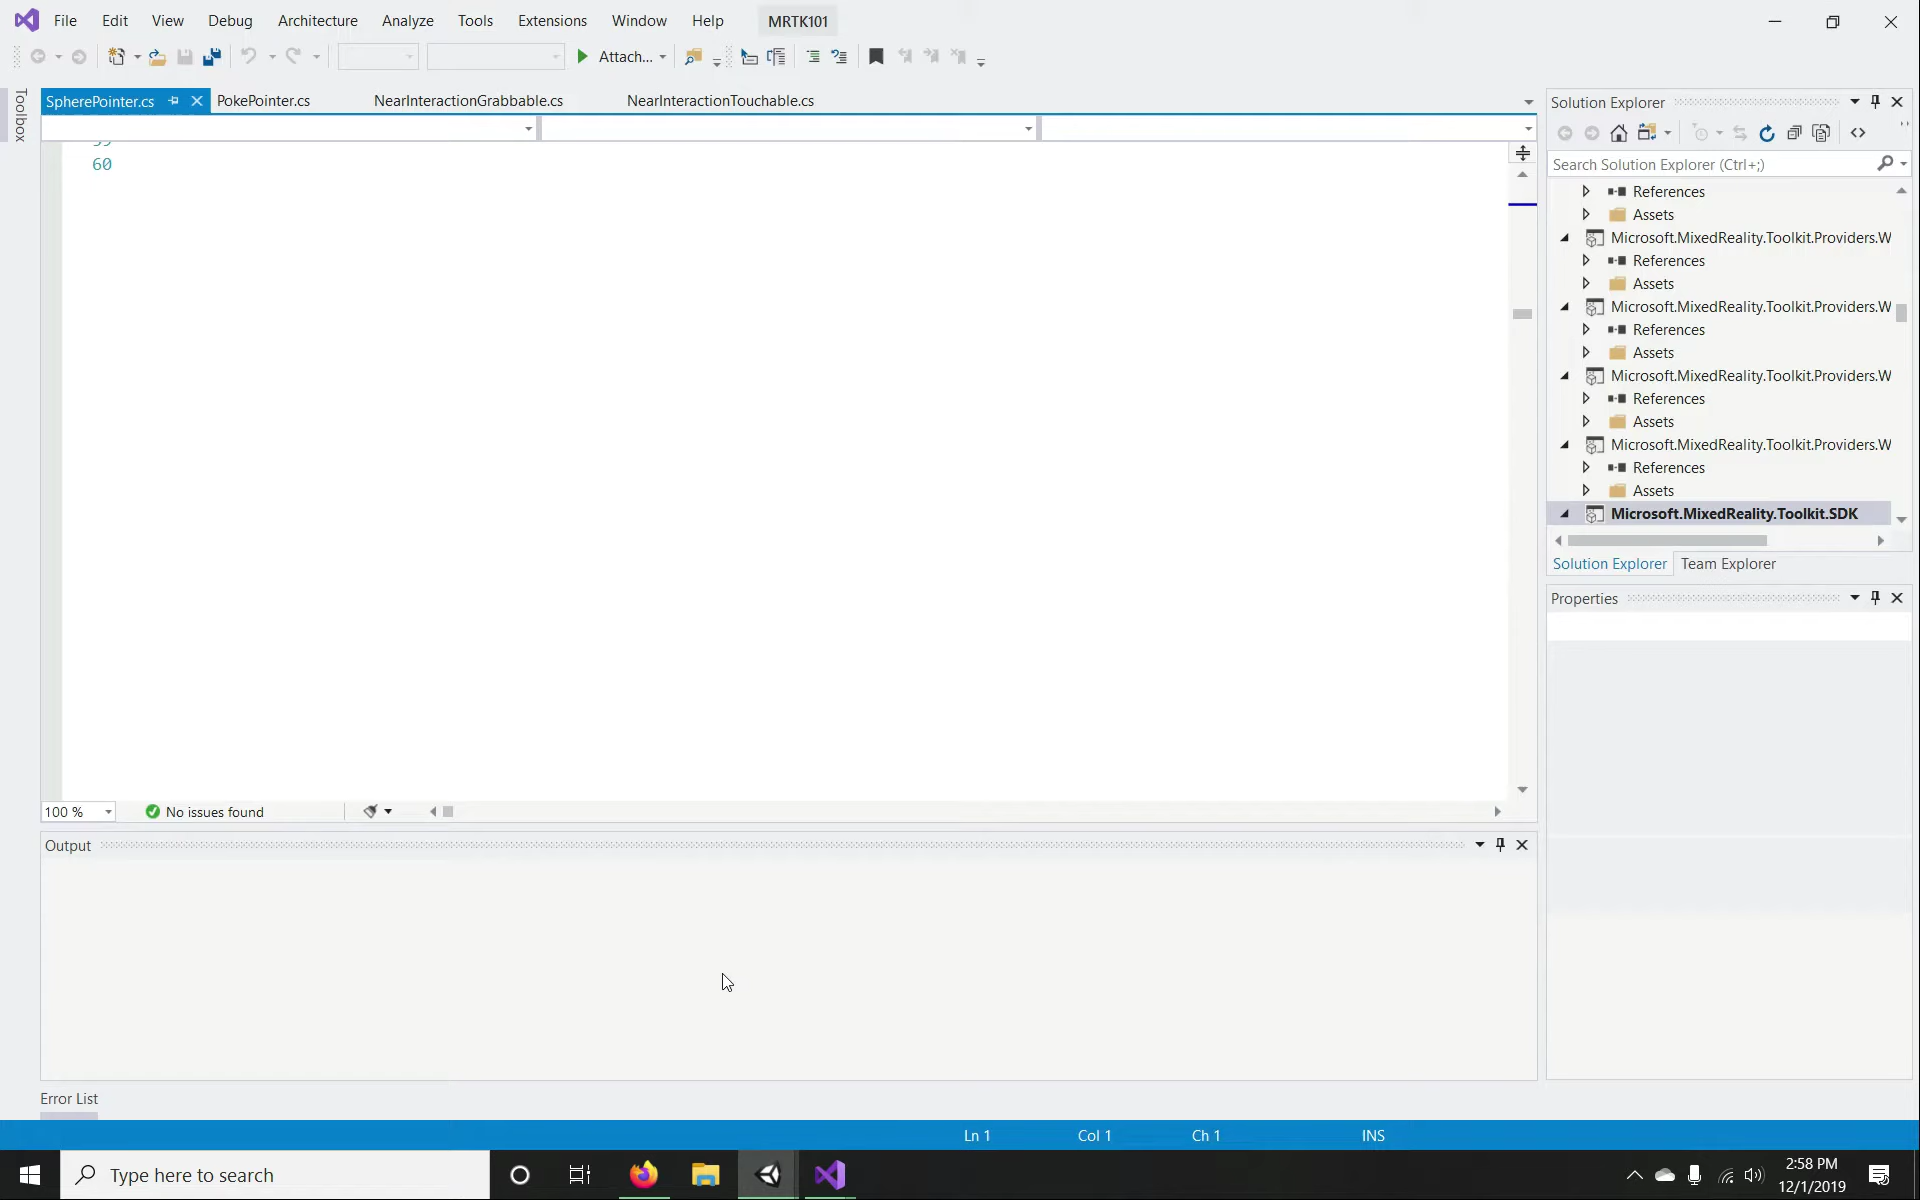 File Edit View Debug Architecture Analyze Tools Extensions Window Help MRTK101
Attach...
Toolbox
SpherePointer.cs PokePointer.cs NearInteractionGrabbable.cs NearInteractionTouchable.cs
60
100 % No issues found
Output
Error List
Solution Explorer
Search Solution Explorer (Ctrl+;)
References
Assets
Microsoft.MixedReality.Toolkit.Providers.W
References
Assets
Microsoft.MixedReality.Toolkit.Providers.W
References
Assets
Microsoft.MixedReality.Toolkit.Providers.W
References
Assets
Microsoft.MixedReality.Toolkit.Providers.W
References
Assets
Microsoft.MixedReality.Toolkit.SDK
Solution Explorer Team Explorer
Properties
Ln 1 Col 1 Ch 1 INS
Type here to search
2:58 PM
12/1/2019